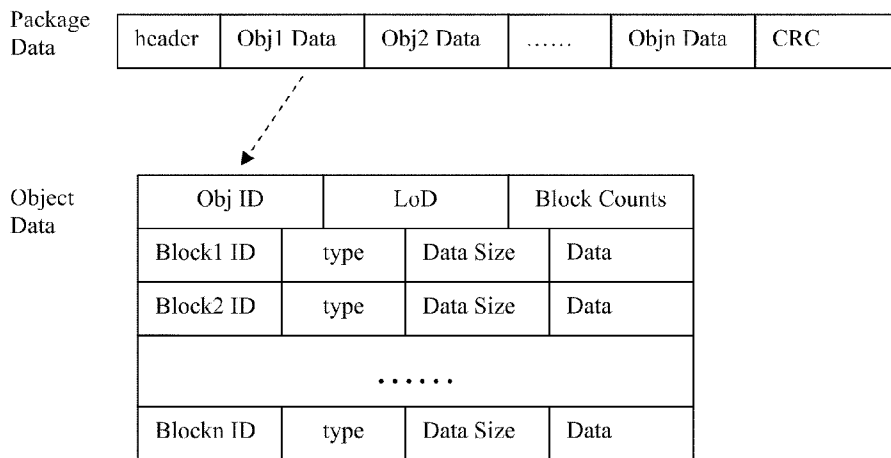 Package Data
header Obj1 Data Obj2 Data ...... Objn Data CRC
Object Data
Obj ID LoD Block Counts
Block1 ID type Data Size Data
Block2 ID type Data Size Data
......
Blockn ID type Data Size Data